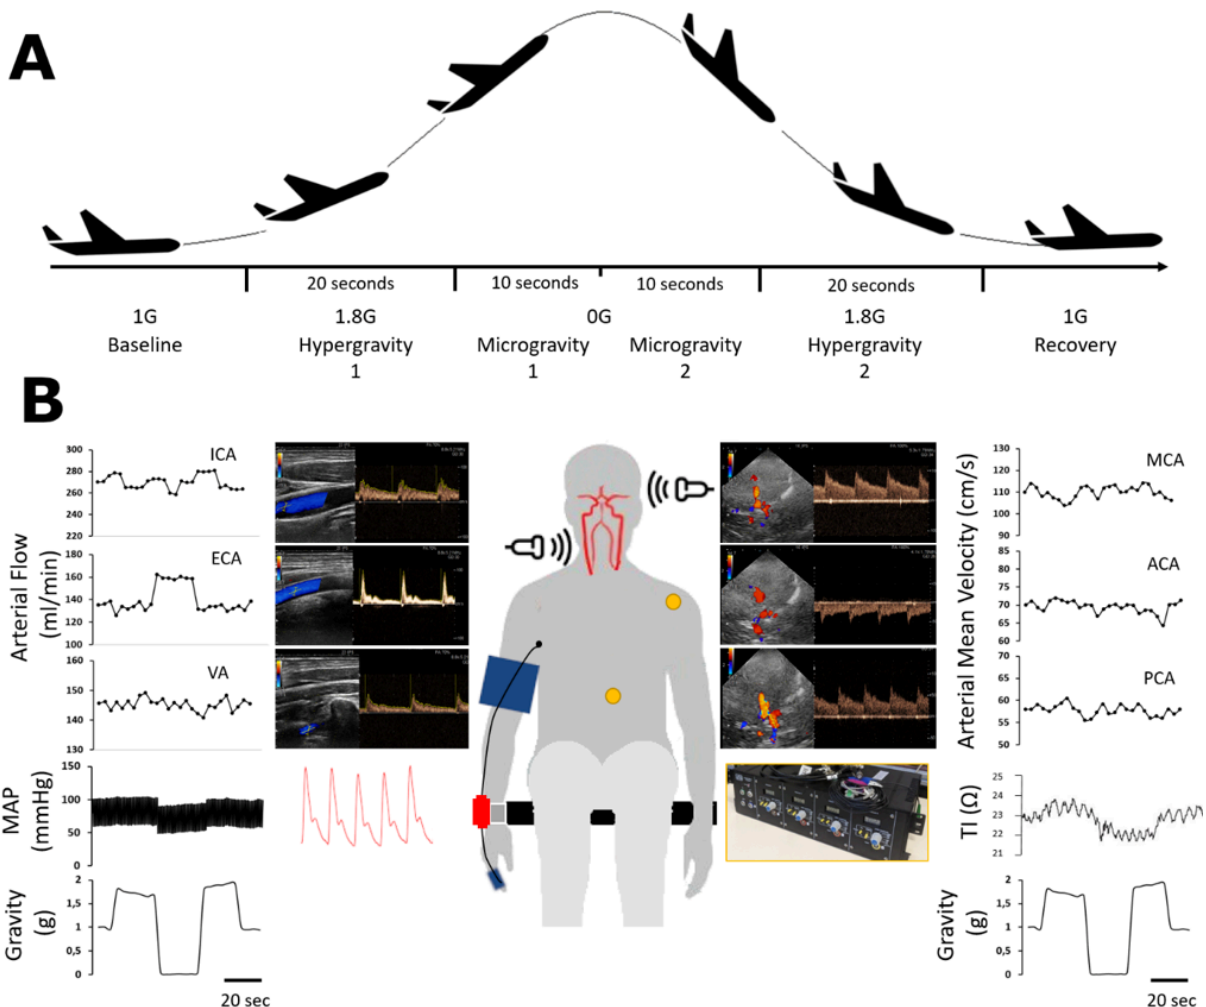 A
20 seconds
10 seconds
10 seconds
20 seconds
1G
1.8G
0G
1.8G
1G
Baseline
Hypergravity
Microgravity
Microgravity
Hypergravity
Recovery
1
1
2
2
B
Arterial Flow
(ml/min)
300
280
260
240
220
ICA
180
160
140
120
100
ECA
160
150
140
130
VA
MAP
(mmHg)
150
100
50
0
Gravity
(g)
2
1,5
1
0,5
0
20 sec
Arterial Mean Velocity (cm/s)
130
120
110
100
90
MCA
85
80
75
70
65
60
ACA
70
65
60
55
50
PCA
TI (Ω)
25
24
23
22
21
Gravity
(g)
2
1,5
1
0,5
0
20 sec